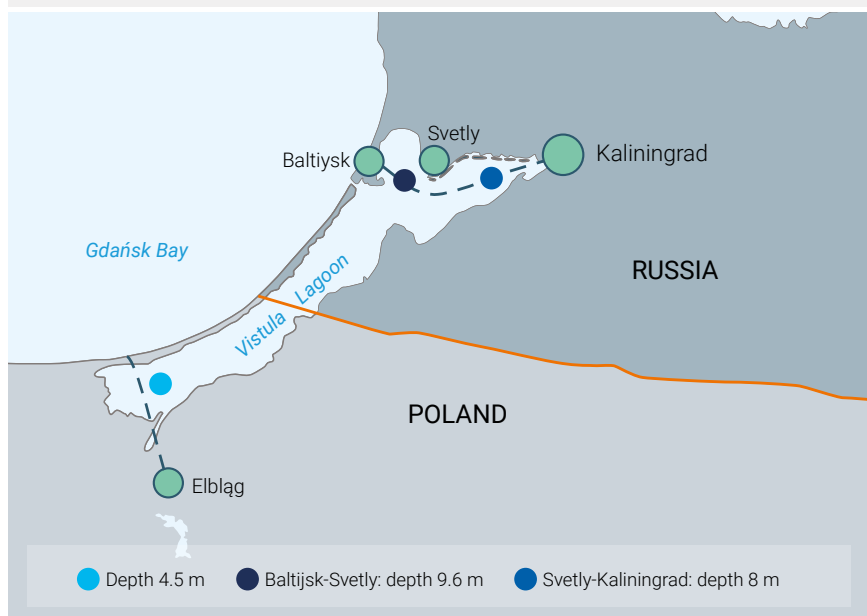 Svetly
Baltiysk
Kaliningrad
Gdańsk Bay
RUSSIA
Vistula Lagoon
POLAND
Elbląg
Depth 4.5 m
Baltijsk-Svetly: depth 9.6 m
Svetly-Kaliningrad: depth 8 m